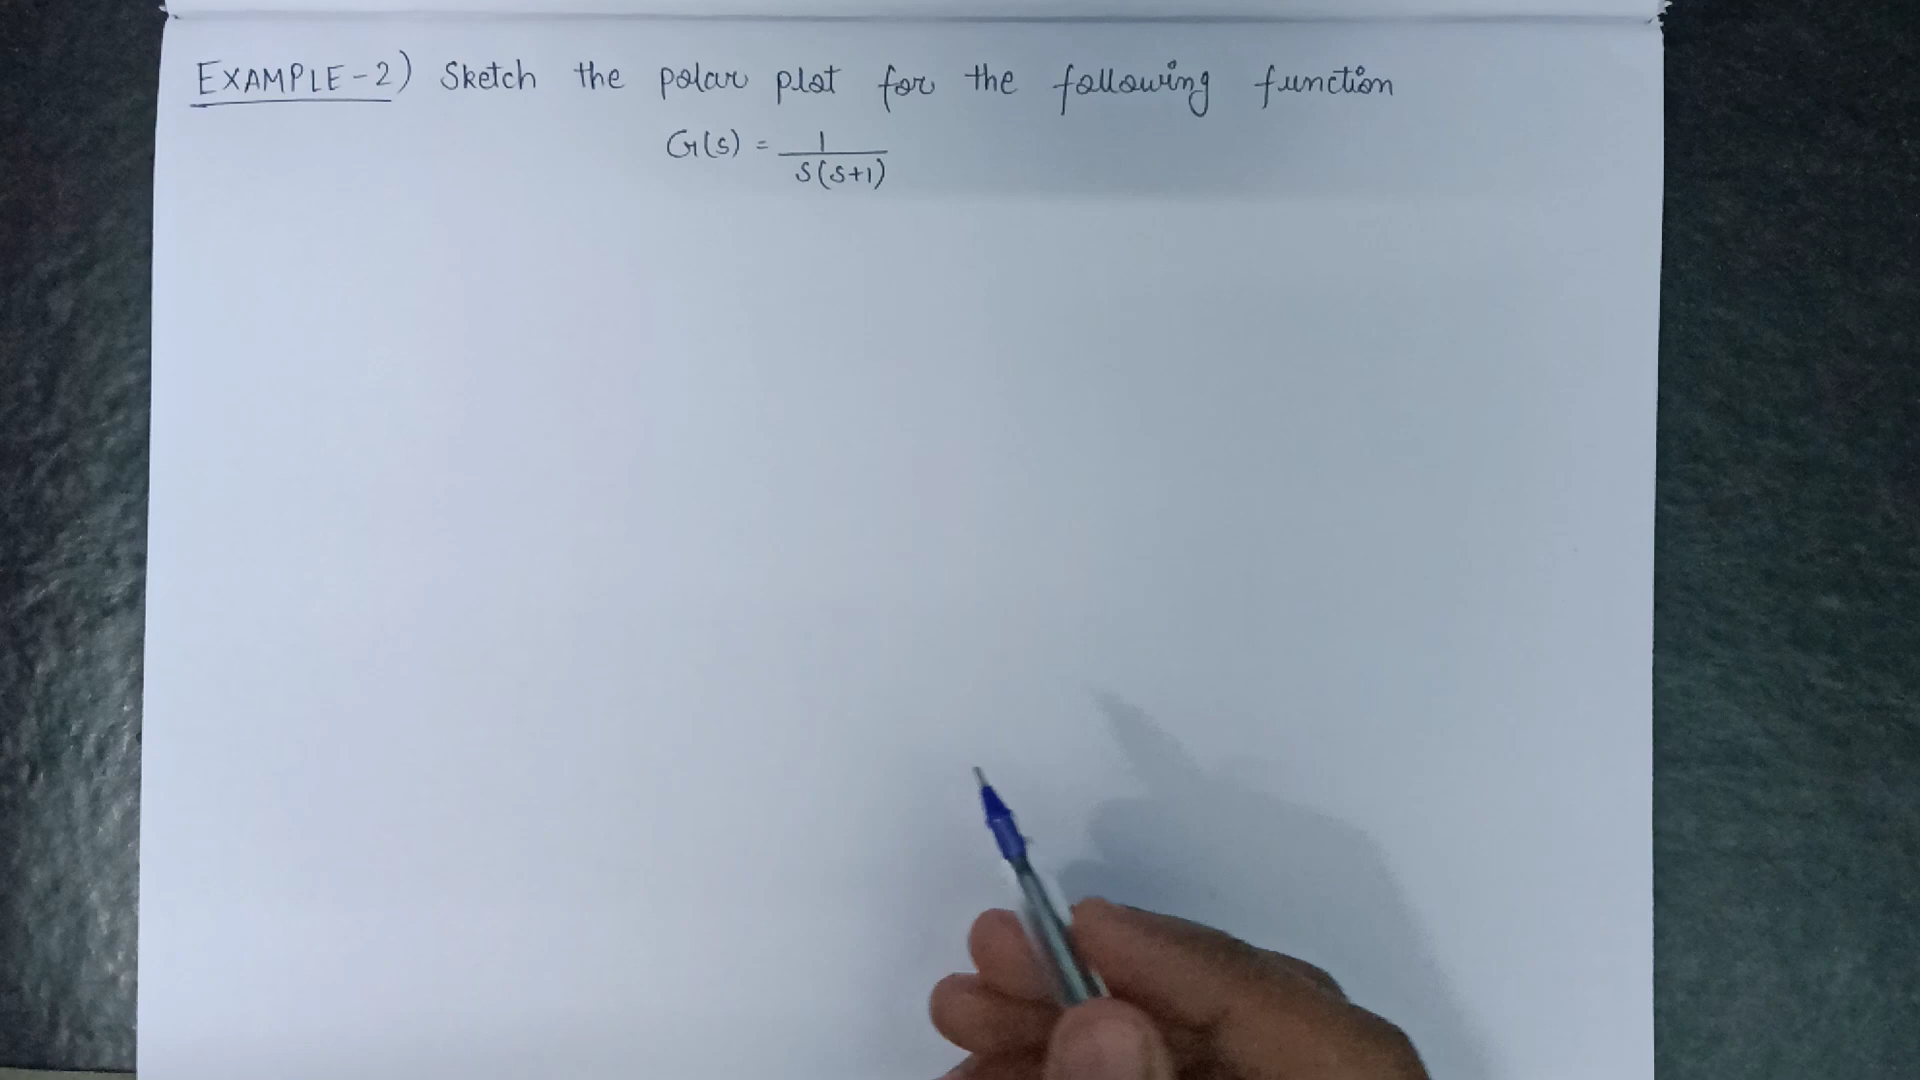 EXAMPLE-2) Sketch the polar plot for the following function
G(s) = 1/s(s+1)